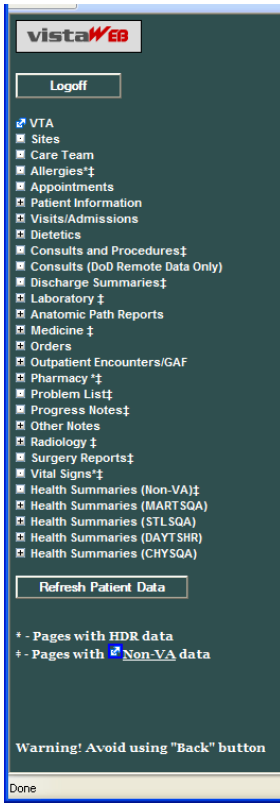 vistaWEB
Logoff
VTA
Sites
Care Team
Allergies*‡
Appointments
Patient Information
Visits/Admissions
Dietetics
Consults and Procedures‡
Consults (DoD Remote Data Only)
Discharge Summaries‡
Laboratory ‡
Anatomic Path Reports
Medicine ‡
Orders
Outpatient Encounters/GAF
Pharmacy *‡
Problem List‡
Progress Notes‡
Other Notes
Radiology ‡
Surgery Reports‡
Vital Signs*‡
Health Summaries (Non-VA)‡
Health Summaries (MARTSQA)
Health Summaries (STLSQA)
Health Summaries (DAYTSHR)
Health Summaries (CHYSQA)
Refresh Patient Data
* - Pages with HDR data
‡ - Pages with Non-VA data
Warning! Avoid using "Back" button
Done